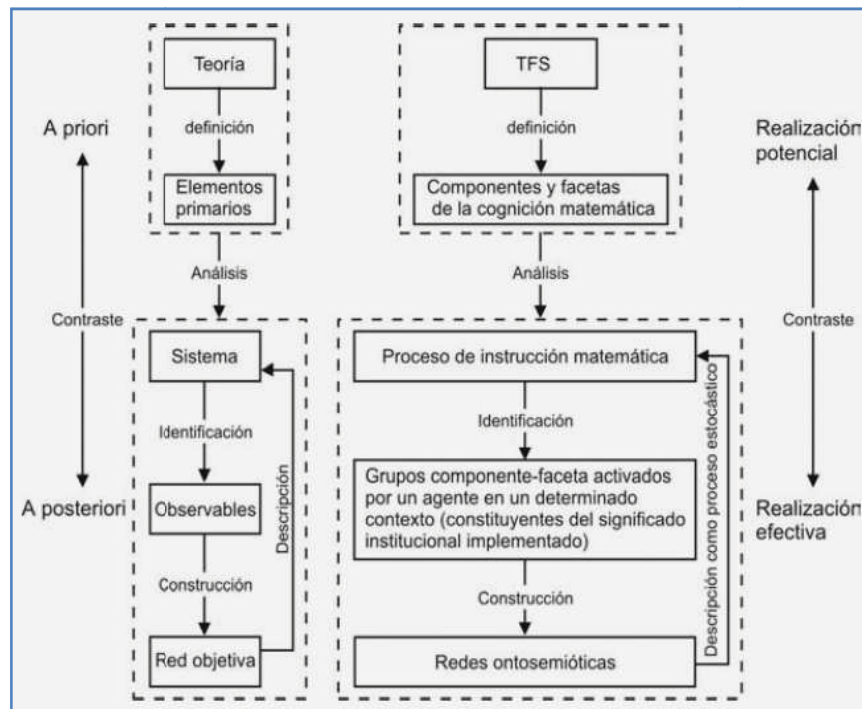 Teoría
TFS
A priori
definición
definición
Realización
potencial
Elementos
primarios
Componentes y facetas
de la cognición matemática
Análisis
Análisis
Contraste
Contraste
Sistema
Proceso de instrucción matemática
Identificación
Identificación
A posteriori
Observables
Grupos componente-faceta activados
por un agente en un determinado
contexto (constituyentes del significado
institucional implementado)
Realización
efectiva
Descripción
Descripción como proceso estocástico
Construcción
Construcción
Red objetiva
Redes ontosemióticas